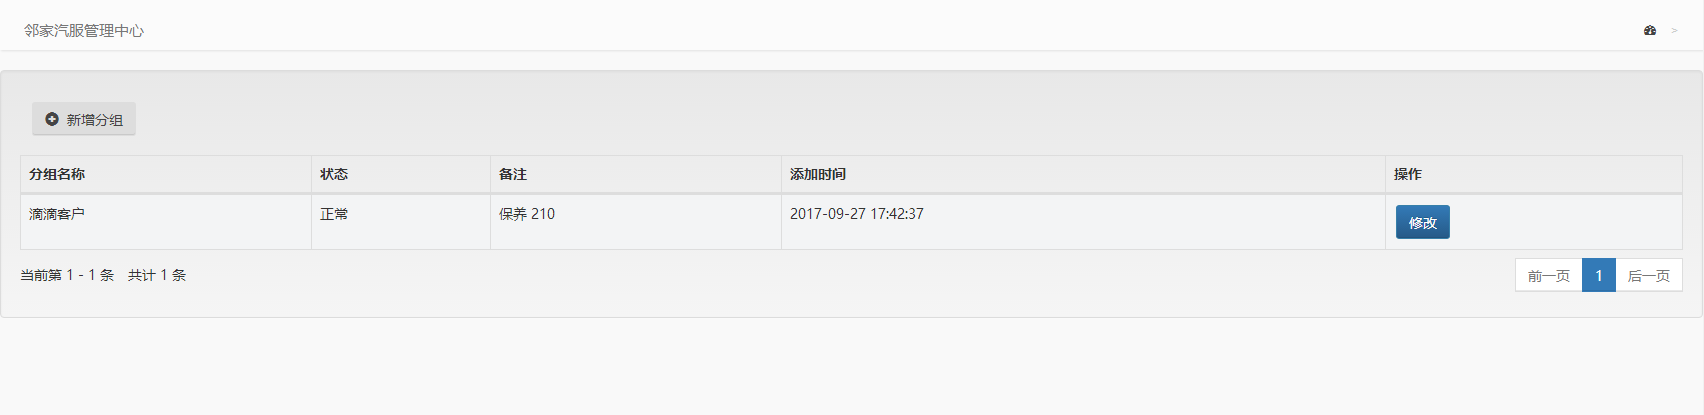 邻家汽服管理中心 >
新增分组
分组名称 状态 备注 添加时间 操作
滴滴客户 正常 保养 210 2017-09-27 17:42:37 修改
当前第 1 - 1 条 共计 1 条 前一页 1 后一页